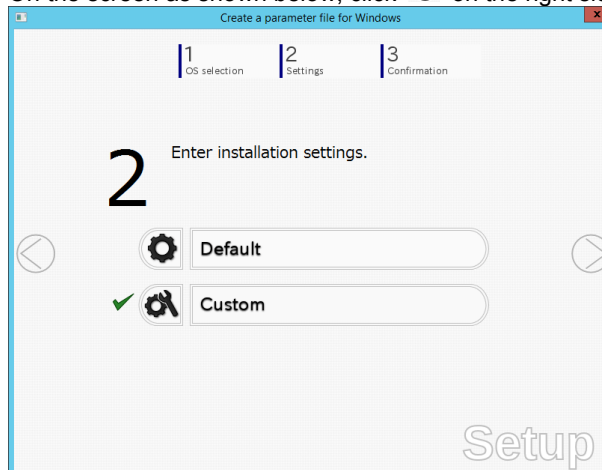 On the screen as shown below, click on the right
Create a parameter file for Windows
x
1
OS selection
2
Settings
3
Confirmation
2
Enter installation settings.
Default
Custom
Setup